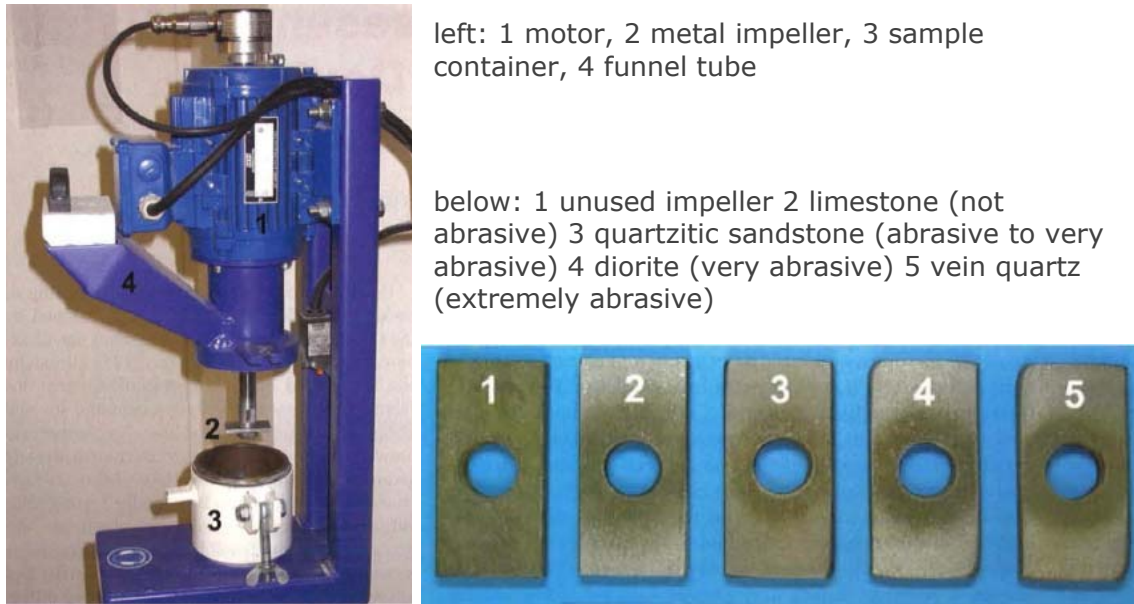 left: 1 motor, 2 metal impeller, 3 sample
container, 4 funnel tube
below: 1 unused impeller 2 limestone (not
abrasive) 3 quartzitic sandstone (abrasive to very
abrasive) 4 diorite (very abrasive) 5 vein quartz
(extremely abrasive)
1
4
2
3
1 2 3 4 5